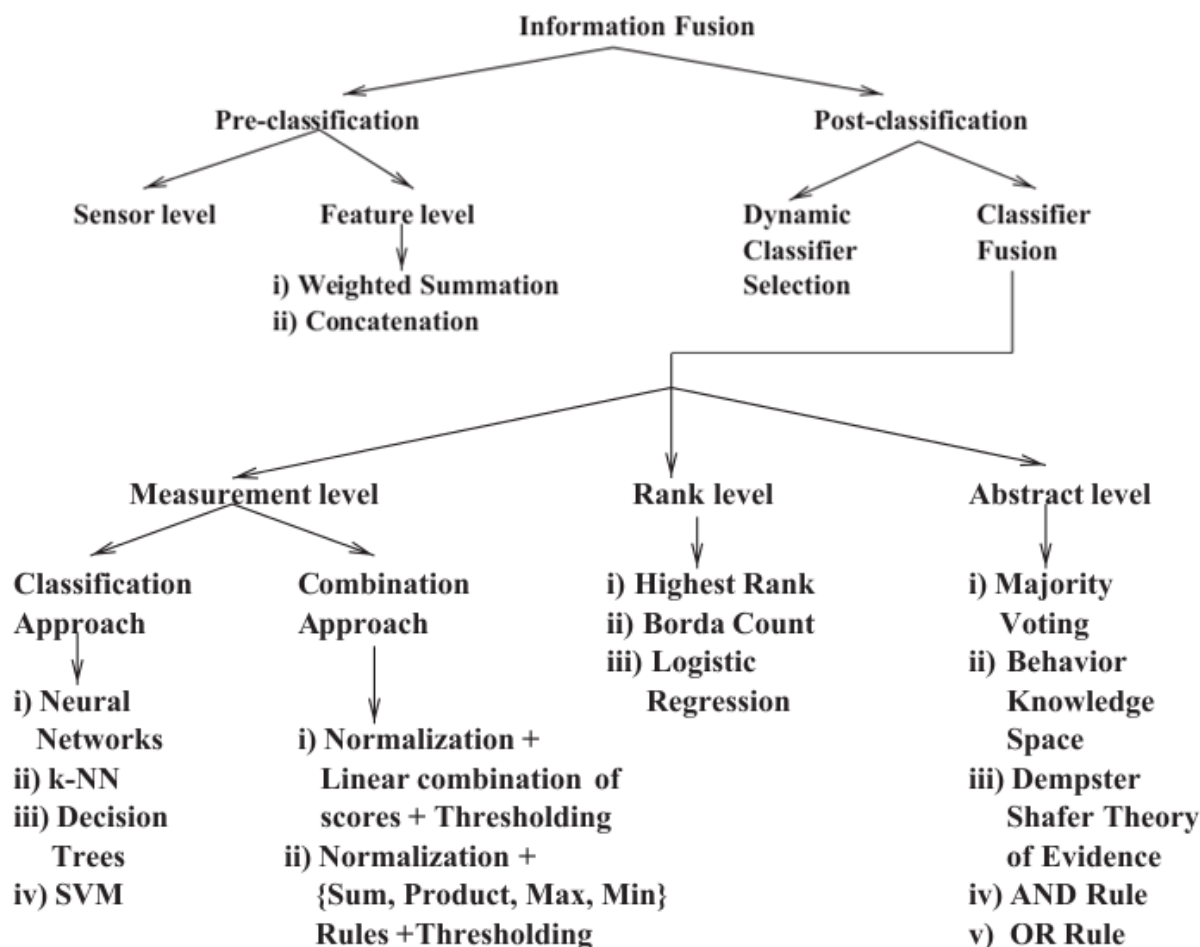 Information Fusion
Pre-classification
Post-classification
Sensor level
Feature level
Dynamic
Classifier
Selection
Classifier
Fusion
i) Weighted Summation
ii) Concatenation
Measurement level
Rank level
Abstract level
Classification
Approach
Combination
Approach
i) Neural
Networks
ii) k-NN
iii) Decision
Trees
iv) SVM
i) Normalization +
Linear combination of
scores + Thresholding
ii) Normalization +
{Sum, Product, Max, Min}
Rules +Thresholding
i) Highest Rank
ii) Borda Count
iii) Logistic
Regression
i) Majority
Voting
ii) Behavior
Knowledge
Space
iii) Dempster
Shafer Theory
of Evidence
iv) AND Rule
v) OR Rule